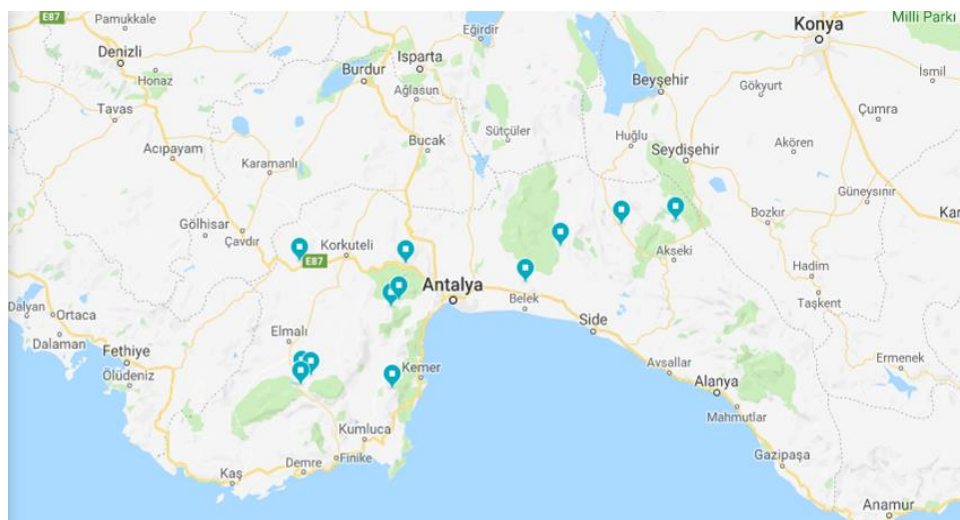 E87
Pamukkale
Denizli
Honaz
Tavas
Acıpayam
Eğirdir
Isparta
Burdur
Ağlasun
Bucak
Sütçüler
Karamanlı
Konya
Milli Parkı
Beyşehir
Gökyurt
İsmil
Çumra
Huğlu
Seydişehir
Akören
Güneysınır
Kar
Bozkır
Gölhisar
Çavdır
Korkuteli
E87
Akseki
Hadim
Taşkent
Antalya
Belek
Side
Dalyan
Ortaca
Dalaman
Fethiye
Ölüdeniz
Elmalı
Kemer
Avsallar
Alanya
Mahmutlar
Ermenek
Kumluca
Finike
Demre
Kaş
Gazipaşa
Anamur